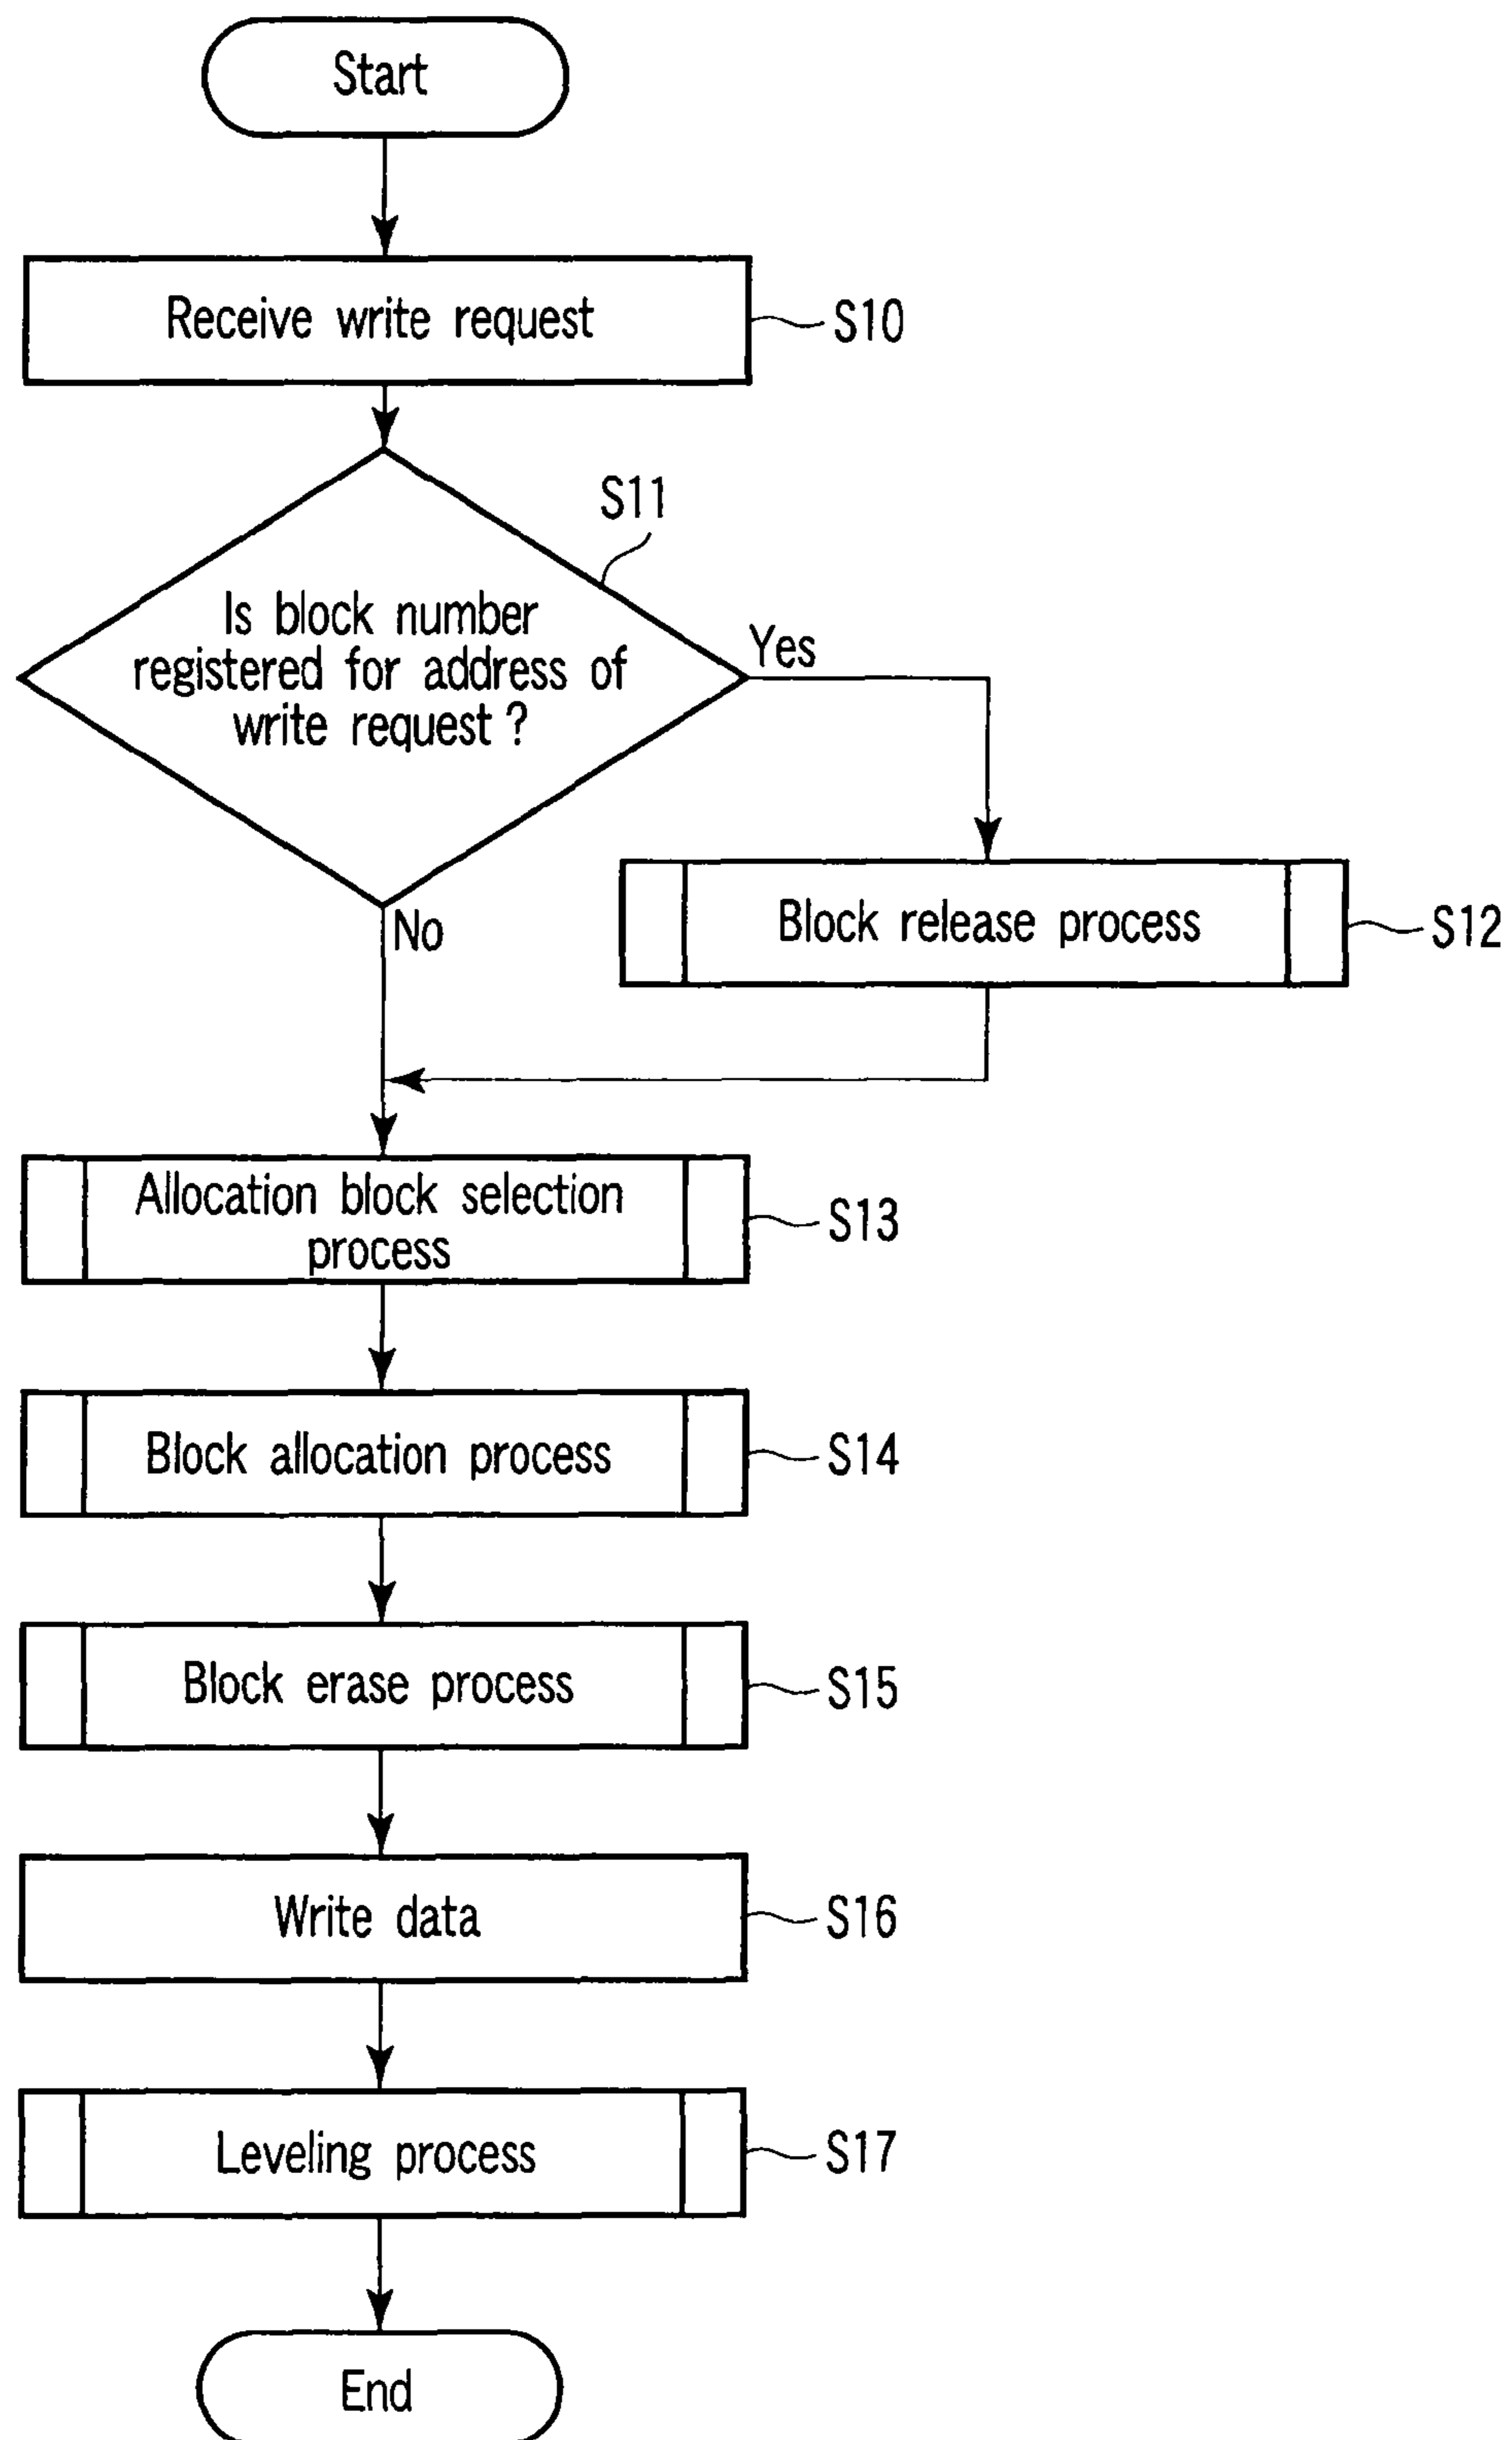 Start
Receive write request
S10
S11
Is block number
registered for address of
write request ?
Yes
No
Block release process
S12
Allocation block selection
process
S13
Block allocation process
S14
Block erase process
S15
Write data
S16
Leveling process
S17
End